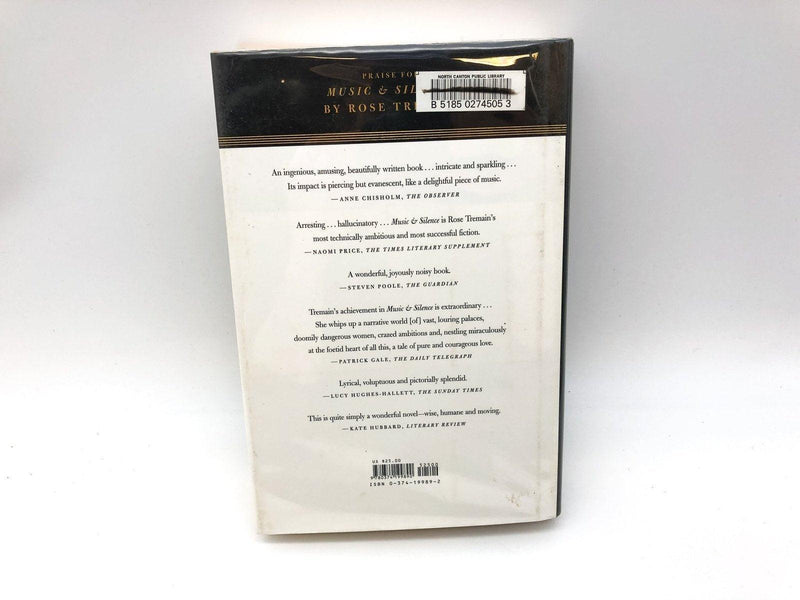 PRAISE FO
MUSIC & SIL
BY ROSE TRE
NORTH CANTON PUBLIC LIBRARY
B 5185 0274505 3
An ingenious, amusing, beautifully written book . . . intricate and sparkling . . .
Its impact is piercing but evanescent, like a delightful piece of music.
—ANNE CHISHOLM, THE OBSERVER
Arresting . . . hallucinatory . . . Music & Silence is Rose Tremain's
most technically ambitious and most successful fiction.
—NAOMI PRICE, THE TIMES LITERARY SUPPLEMENT
A wonderful, joyously noisy book.
—STEVEN POOLE, THE GUARDIAN
Tremain's achievement in Music & Silence is extraordinary . . .
She whips up a narrative world [of] vast, louring palaces,
doomily dangerous women, crazed ambitions and, nestling miraculously
at the foetid heart of all this, a tale of pure and courageous love.
—PATRICK GALE, THE DAILY TELEGRAPH
Lyrical, voluptuous and pictorially splendid.
—LUCY HUGHES-HALLETT, THE SUNDAY TIMES
This is quite simply a wonderful novel—wise, humane and moving.
—KATE HUBBARD, LITERARY REVIEW
US $25.00
52500
9780374199890
ISBN 0-374-19989-2